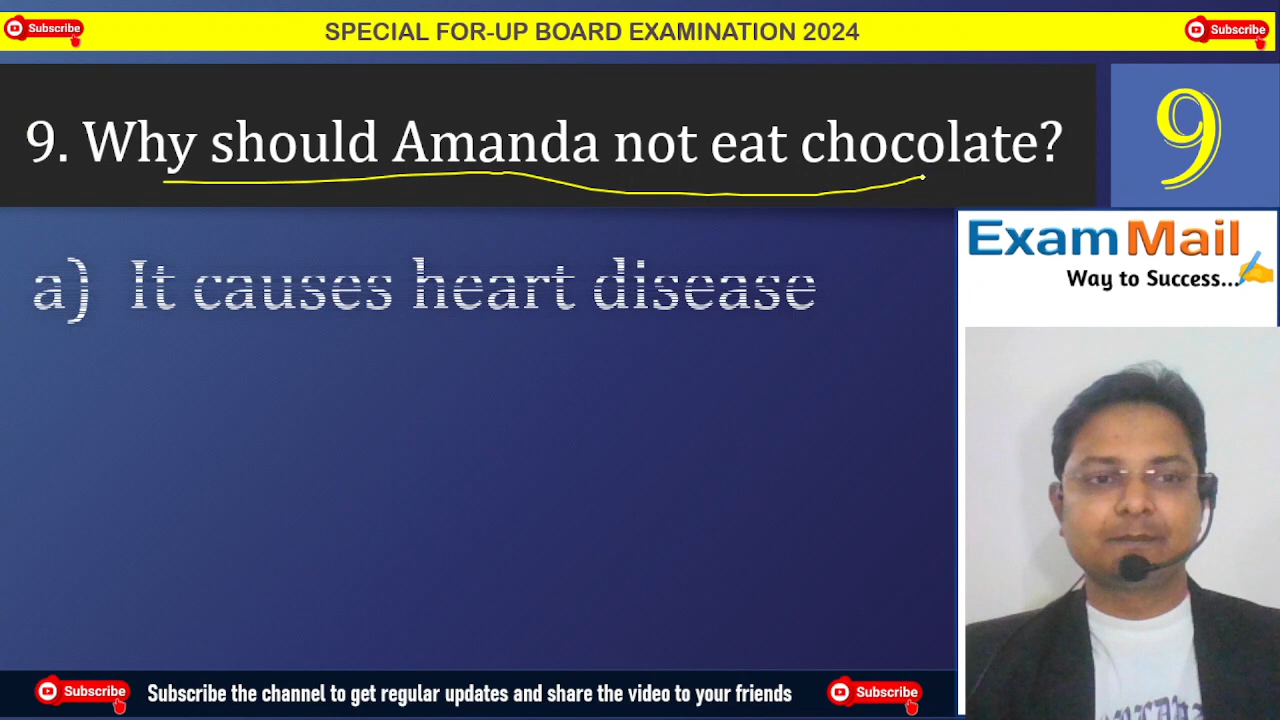 Subscribe
SPECIAL FOR-UP BOARD EXAMINATION 2024
Subscribe
9. Why should Amanda not eat chocolate?
9
a) It causes heart disease
ExamMail
Way to Success...
Subscribe
Subscribe the channel to get regular updates and share the video to your friends
Subscribe